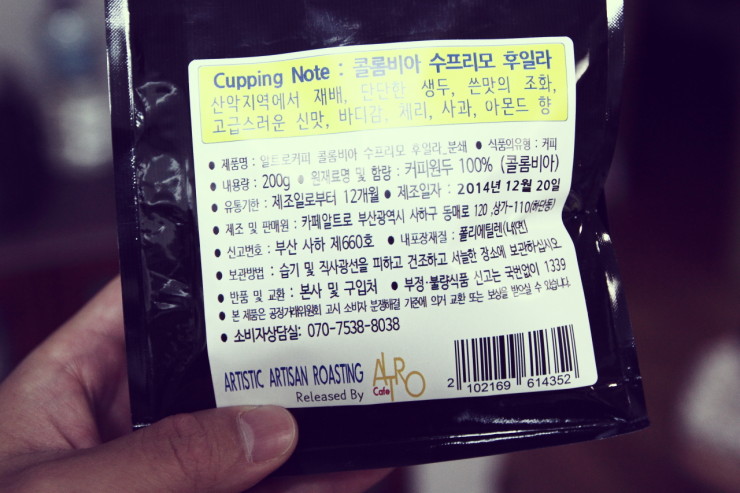 Cupping Note : 콜롬비아 수프리모 후일라
산악지역에서 재배, 단단한 생두, 쓴맛의 조화,
고급스러운 신맛, 바디감, 체리, 사과, 아몬드 향
● 제품명 : 알트로커피 콜롬비아 수프리모 후일라_분쇄 ● 식품의유형 : 커피
● 내용량 : 200g ● 원재료명 및 함량 : 커피원두 100% (콜롬비아)
● 유통기한 : 제조일로부터 12개월 ● 제조일자 : 2014년 12월 20일
● 제조 및 판매원 : 카페알트로 부산광역시 사하구 동매로 120 ,상가-110(하단동)
● 신고번호 : 부산 사하 제660호 ● 내포장재질 : 폴리에틸렌(내면)
● 보관방법 : 습기 및 직사광선을 피하고 건조하고 서늘한 장소에 보관하십시오
● 반품 및 교환 : 본사 및 구입처 ● 부정·불량식품 신고는 국번없이 1399
● 본 제품은 공정거래위원회 고시 소비자 분쟁해결 기준에 의거 교환 또는 보상을 받으실 수 있습니다.
● 소비자상담실: 070-7538-8038
ARTISTIC ARTISAN ROASTING
Released By
Cafe ALTRO
2 102169 614352